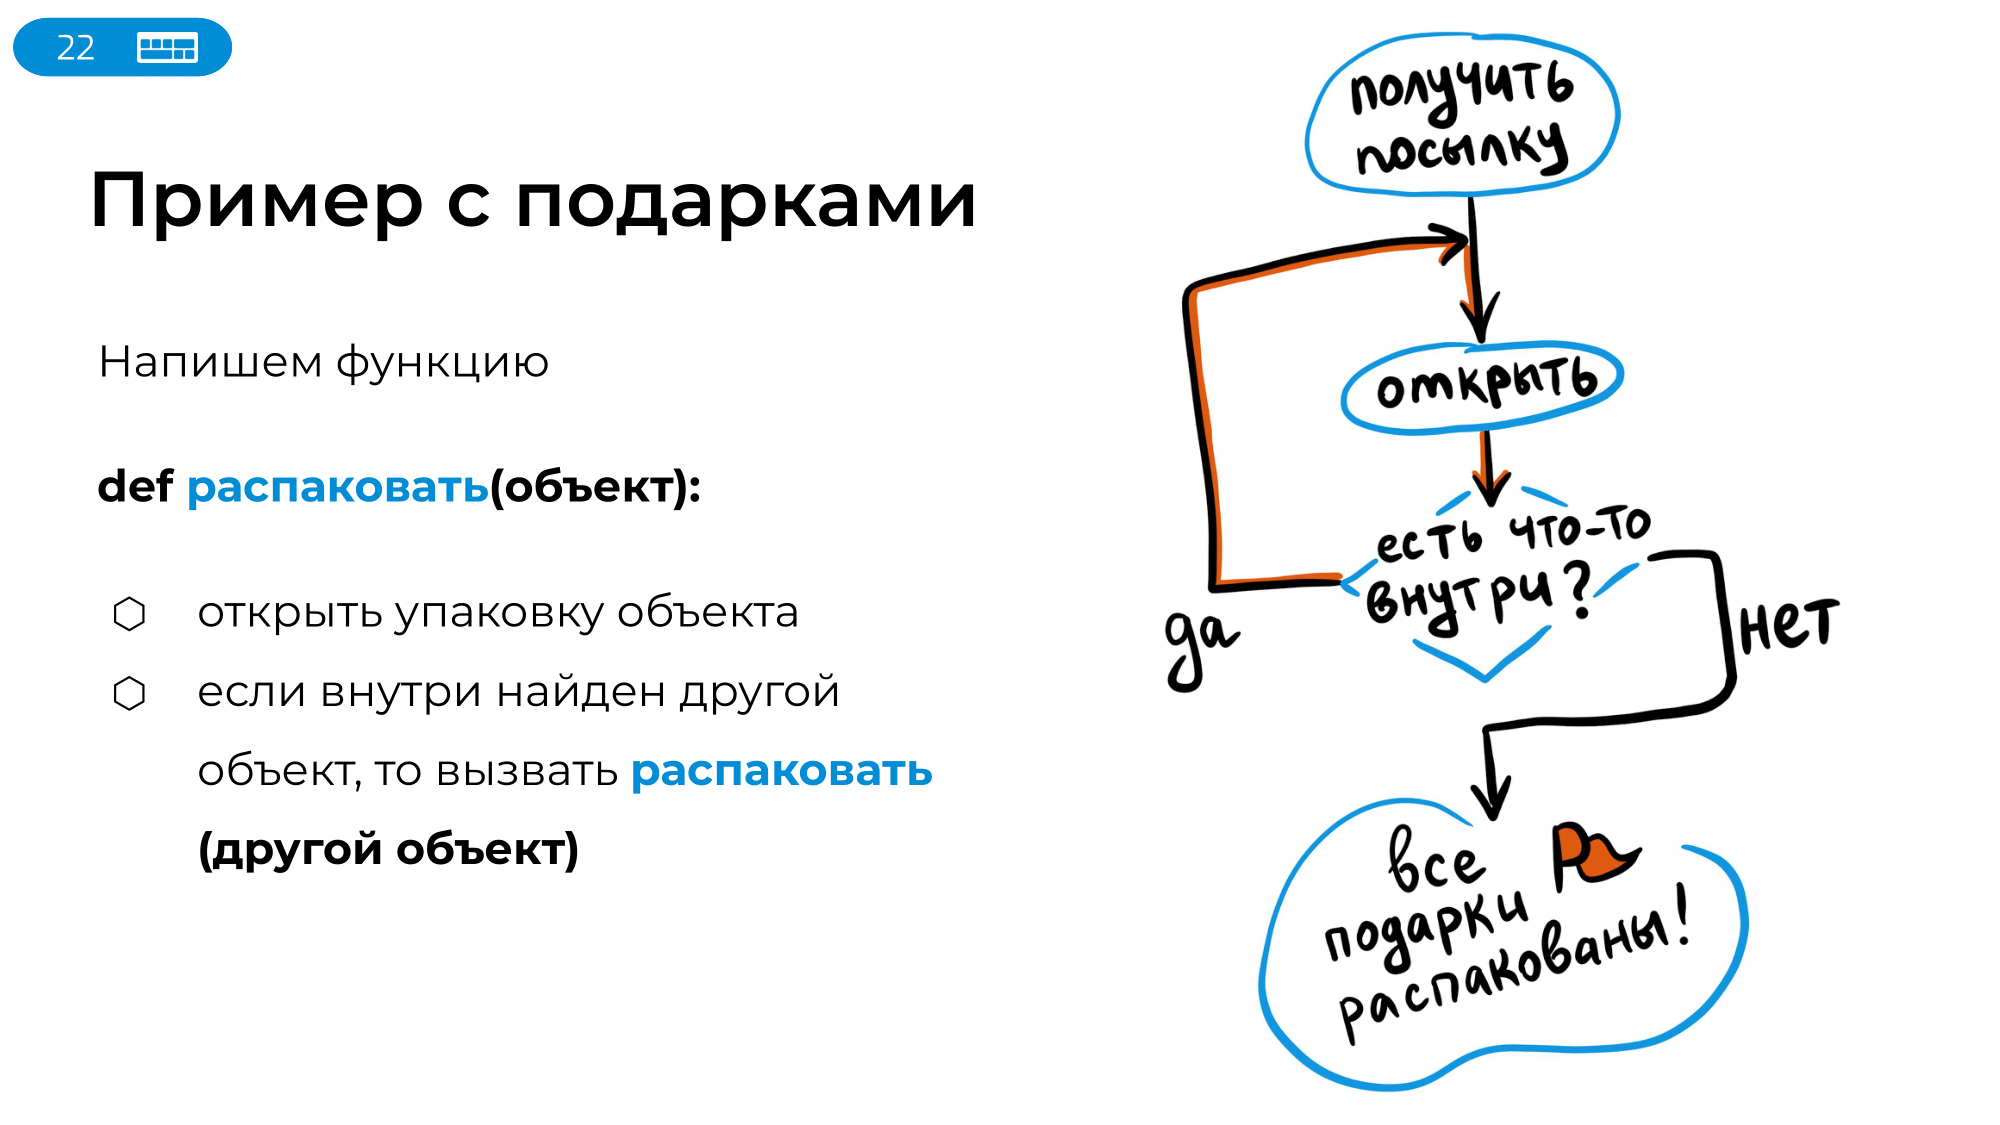 22
Пример с подарками
Напишем функцию
def распаковать(объект):
открыть упаковку объекта
если внутри найден другой
объект, то вызвать распаковать
(другой объект)
получить
посылку
открыть
есть что-то
внутри?
да
нет
все
подарки
распакованы!